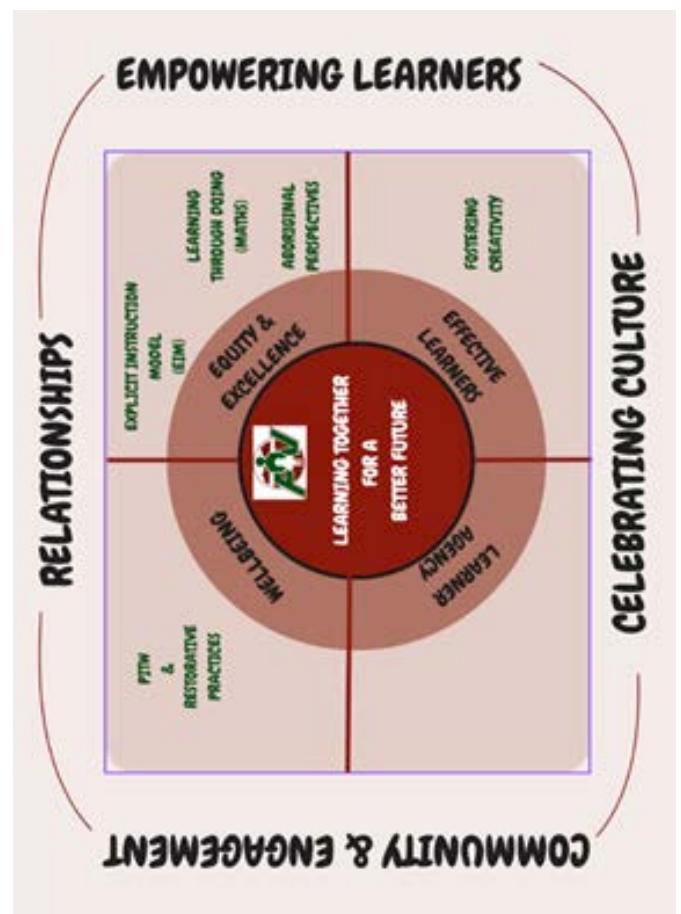 RELATIONSHIPS
EMPOWERING LEARNERS
CELEBRATING CULTURE
COMMUNITY & ENGAGEMENT
WELLBEING
EQUITY &
EXCELLENCE
LEARNER
AGENCY
EFFECTIVE
LEARNERS
LEARNING TOGETHER
FOR A
BETTER FUTURE
PITW
&
RESTORATIVE
PRACTICES
EXPLICIT INSTRUCTION
MODEL
(EIM)
LEARNING
THROUGH DOING
(MATHS)
ABORIGINAL
PERSPECTIVES
FOSTERING
CREATIVITY